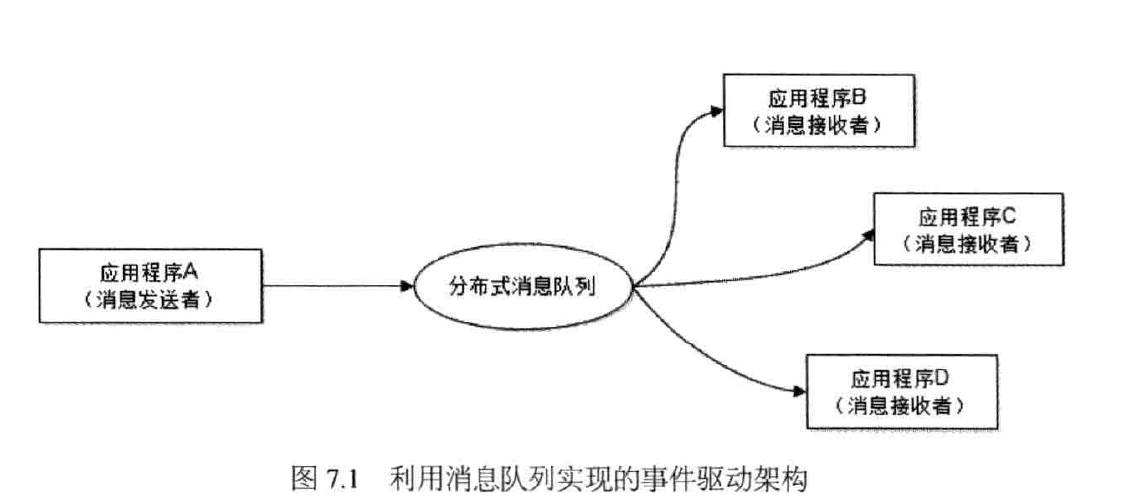 应用程序B
（消息接收者）
应用程序C
（消息接收者）
应用程序A
（消息发送者）
分布式消息队列
应用程序D
（消息接收者）
图 7.1 利用消息队列实现的事件驱动架构